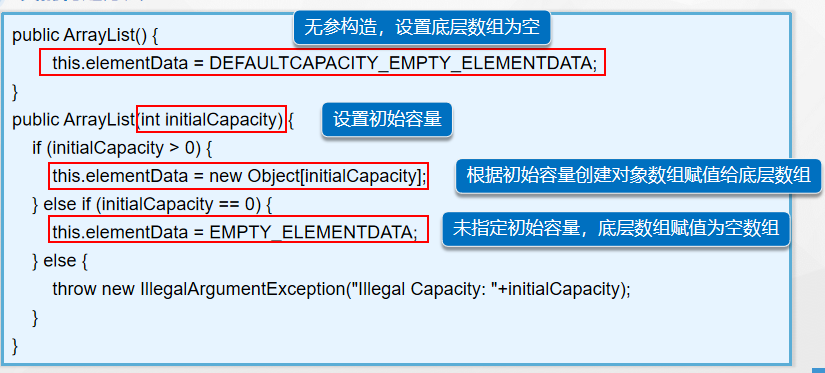 无参构造，设置底层数组为空
public ArrayList() {
this.elementData = DEFAULTCAPACITY_EMPTY_ELEMENTDATA;
}
public ArrayList(int initialCapacity) {
设置初始容量
if (initialCapacity > 0) {
this.elementData = new Object[initialCapacity];
根据初始容量创建对象数组赋值给底层数组
} else if (initialCapacity == 0) {
this.elementData = EMPTY_ELEMENTDATA;
未指定初始容量，底层数组赋值为空数组
} else {
throw new IllegalArgumentException("Illegal Capacity: "+initialCapacity);
}
}